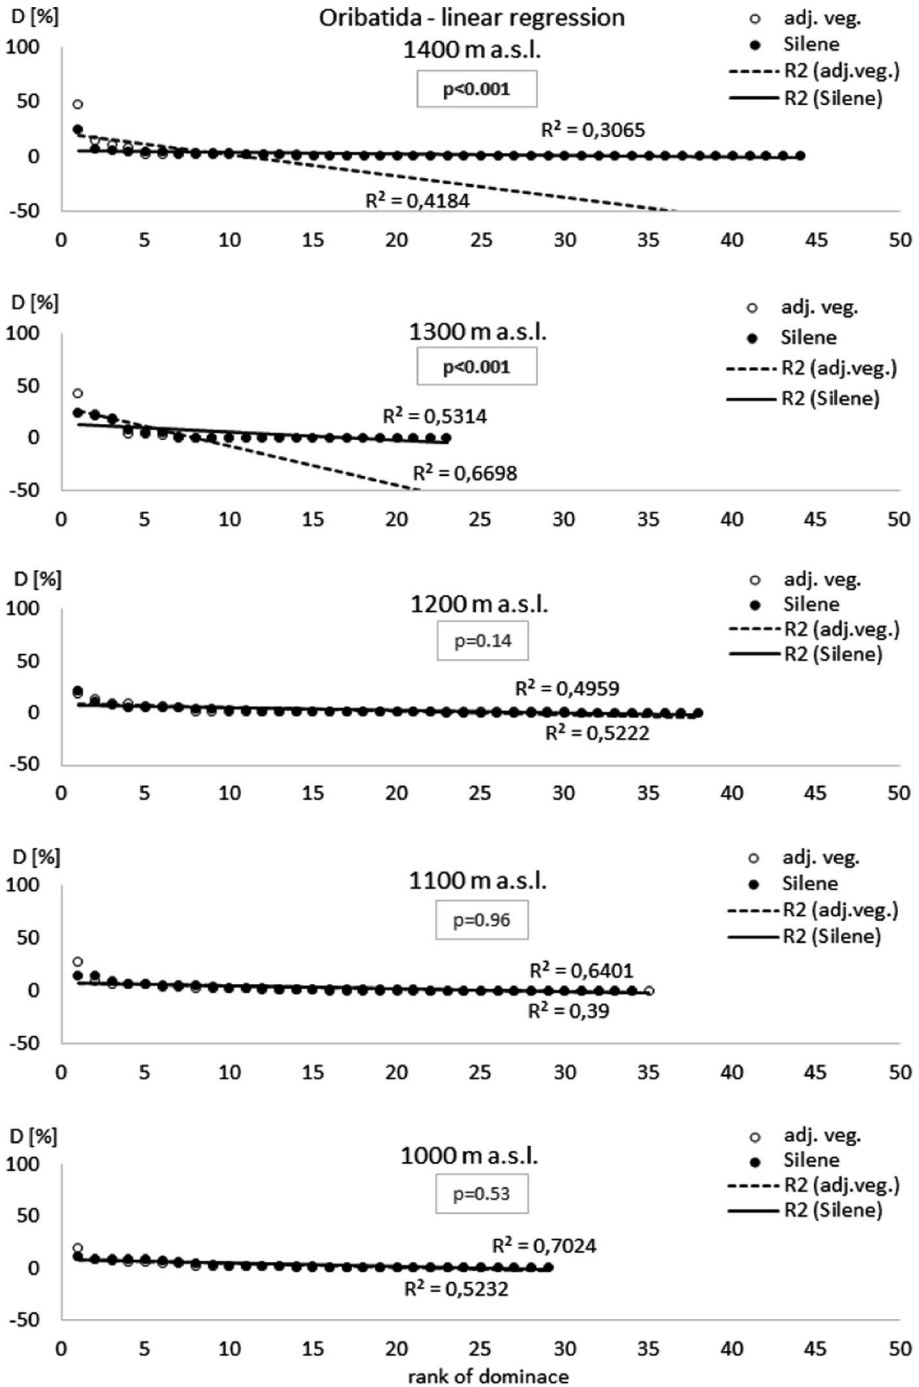 Oribatida - linear regression
D [%]
1400 m a.s.l.
p<0.001
adj. veg.
Silene
R2 (adj.veg.)
R2 (Silene)
100
50
0
-50
R² = 0,3065
R² = 0,4184
0 5 10 15 20 25 30 35 40 45 50
D [%]
1300 m a.s.l.
p<0.001
adj. veg.
Silene
R2 (adj.veg.)
R2 (Silene)
100
50
0
-50
R² = 0,5314
R² = 0,6698
0 5 10 15 20 25 30 35 40 45 50
D [%]
1200 m a.s.l.
p=0.14
adj. veg.
Silene
R2 (adj.veg.)
R2 (Silene)
100
50
0
-50
R² = 0,4959
R² = 0,5222
0 5 10 15 20 25 30 35 40 45 50
D [%]
1100 m a.s.l.
p=0.96
adj. veg.
Silene
R2 (adj.veg.)
R2 (Silene)
100
50
0
-50
R² = 0,6401
R² = 0,39
0 5 10 15 20 25 30 35 40 45 50
D [%]
1000 m a.s.l.
p=0.53
adj. veg.
Silene
R2 (adj.veg.)
R2 (Silene)
100
50
0
-50
R² = 0,7024
R² = 0,5232
0 5 10 15 20 25 30 35 40 45 50
rank of dominace